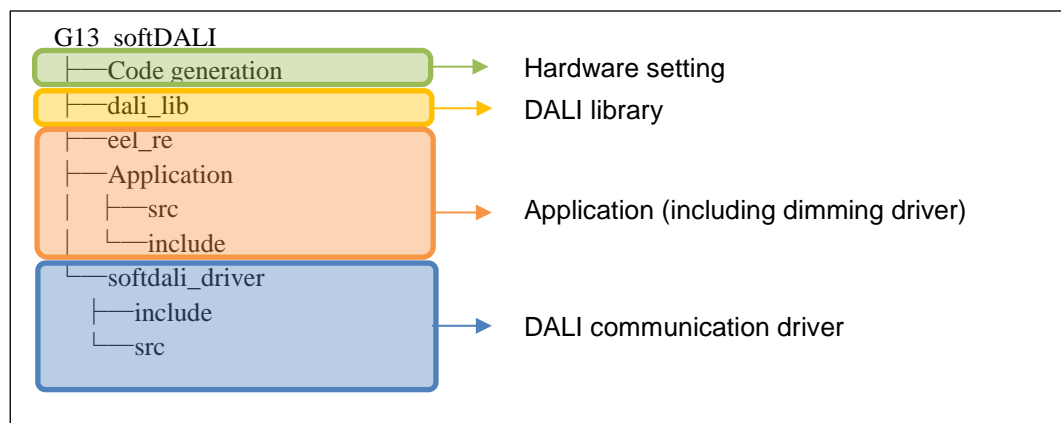 G13_softDALI
├──Code generation
Hardware setting
├──dali_lib
DALI library
├──eel_re
├──Application
│ ├──src
Application (including dimming driver)
│ └──include
└──softdali_driver
├──include
DALI communication driver
└──src